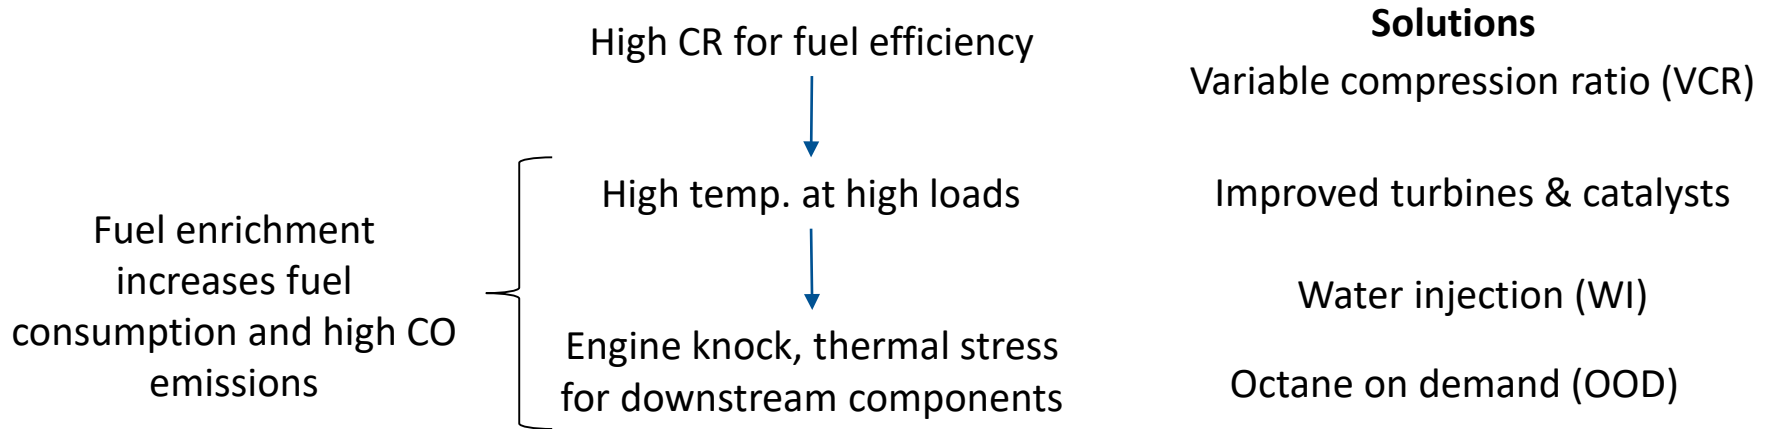 High CR for fuel efficiency
High temp. at high loads
Engine knock, thermal stress
for downstream components
Fuel enrichment
increases fuel
consumption and high CO
emissions
Solutions
Variable compression ratio (VCR)
Improved turbines & catalysts
Water injection (WI)
Octane on demand (OOD)